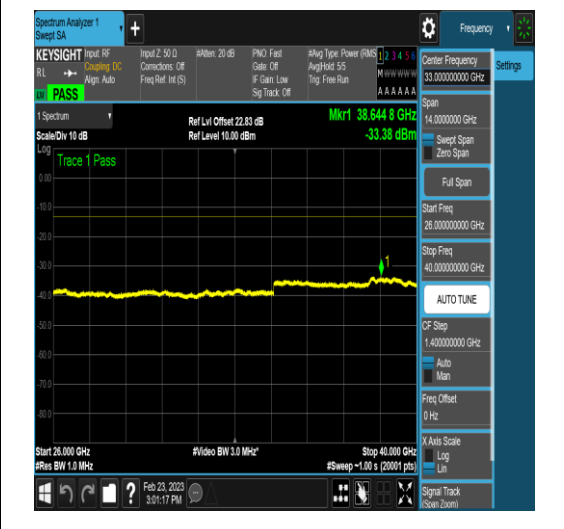 Spectrum Analyzer 1
Swept SA
Frequency
KEYSIGHT
RL
Input: RF
Coupling: DC
Align: Auto
Input Z: 50 Ω
Corrections: Off
Freq Ref: Int (S)
#Atten: 20 dB
PNO: Fast
Gate: Off
IF Gain: Low
Sig Track: Off
#Avg Type: Power (RMS
Avg|Hold: 5/5
Trig: Free Run
1 2 3 4 5 6
M W W W W W
A A A A A A
PASS
1 Spectrum
Scale/Div 10 dB
Ref Lvl Offset 22.83 dB
Ref Level 10.00 dBm
Mkr1 38.644 8 GHz
-33.38 dBm
Log
Trace 1 Pass
0.00
-10.0
-20.0
-30.0
-40.0
-50.0
-60.0
-70.0
-80.0
1
Start 26.000 GHz
#Res BW 1.0 MHz
#Video BW 3.0 MHz*
Stop 40.000 GHz
#Sweep ~1.00 s (20001 pts)
Feb 23, 2023
3:01:17 PM
Settings
Center Frequency
33.000000000 GHz
Span
14.0000000 GHz
Swept Span
Zero Span
Full Span
Start Freq
26.000000000 GHz
Stop Freq
40.000000000 GHz
AUTO TUNE
CF Step
1.400000000 GHz
Auto
Man
Freq Offset
0 Hz
X Axis Scale
Log
Lin
Signal Track
(Span Zoom)